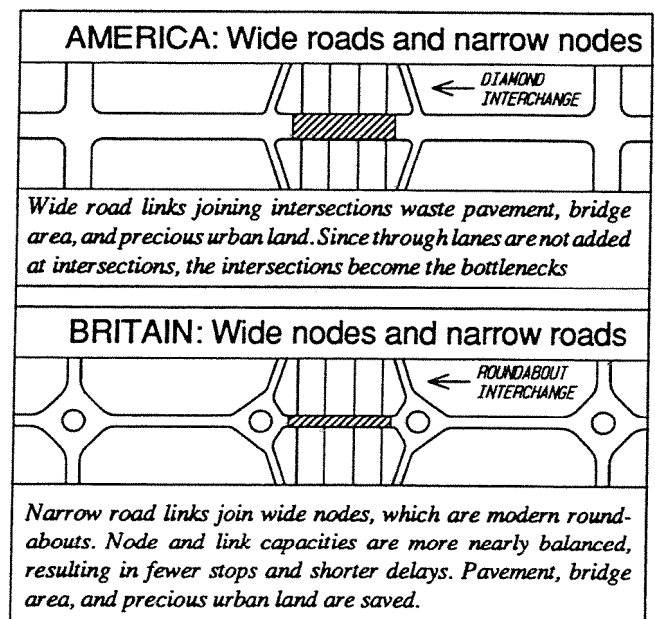 AMERICA: Wide roads and narrow nodes
DIAMOND
INTERCHANGE
Wide road links joining intersections waste pavement, bridge
area, and precious urban land. Since through lanes are not added
at intersections, the intersections become the bottlenecks
BRITAIN: Wide nodes and narrow roads
ROUNDABOUT
INTERCHANGE
Narrow road links join wide nodes, which are modern round-
abouts. Node and link capacities are more nearly balanced,
resulting in fewer stops and shorter delays. Pavement, bridge
area, and precious urban land are saved.